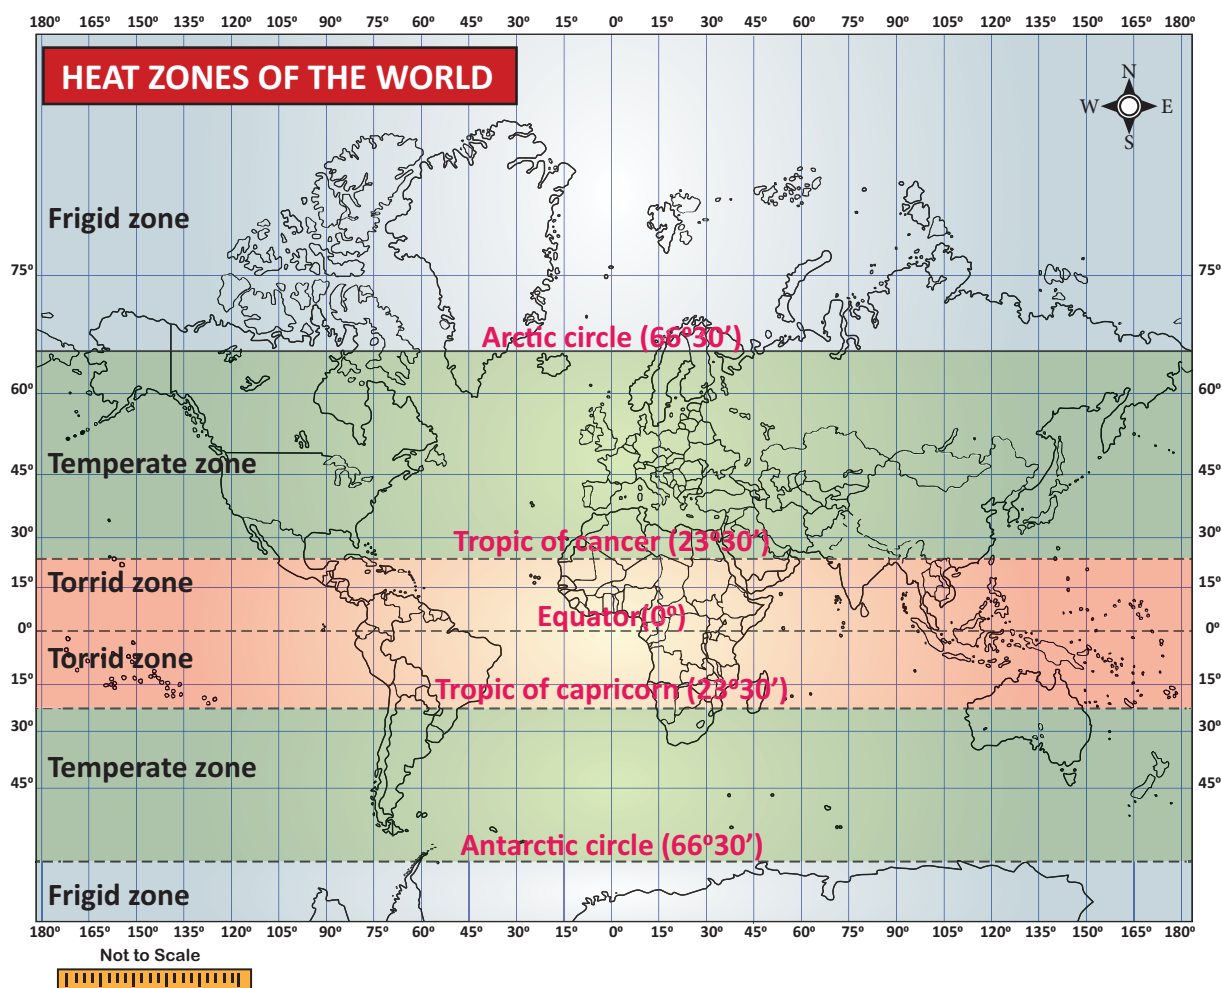 180º 165º 150º 135º 120º 105º 90º 75º 60º 45º 30º 15º 0º 15º 30º 45º 60º 75º 90º 105º 120º 135º 150º 165º 180º
HEAT ZONES OF THE WORLD
N
W E
S
Frigid zone
75º 75º
Arctic circle (66º30’)
60º 60º
Temperate zone
45º 45º
30º 30º
Tropic of cancer (23º30’)
Torrid zone
15º 15º
Equator(0º)
0º 0º
Torrid zone
15º 15º
Tropic of capricorn (23º30’)
30º 30º
Temperate zone
45º 45º
Antarctic circle (66º30’)
Frigid zone
180º 165º 150º 135º 120º 105º 90º 75º 60º 45º 30º 15º 0º 15º 30º 45º 60º 75º 90º 105º 120º 135º 150º 165º 180º
Not to Scale